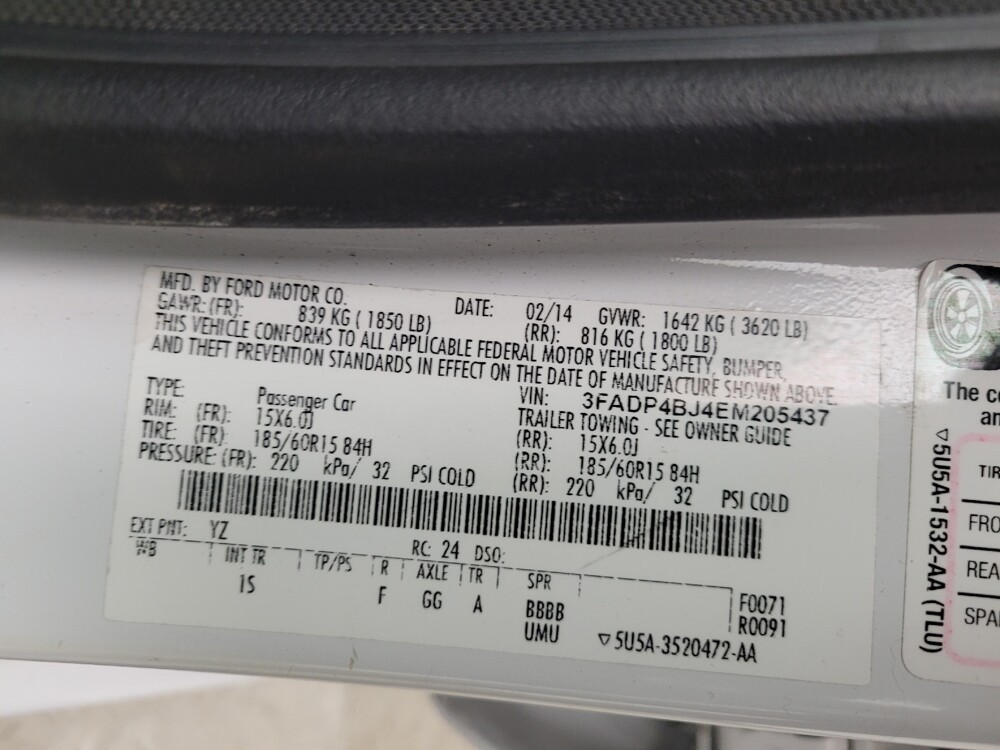 MFD. BY FORD MOTOR CO. DATE: 02/14 GVWR: 1642 KG ( 3620 LB)
GAWR: (FR): 839 KG ( 1850 LB) (RR): 816 KG ( 1800 LB)
THIS VEHICLE CONFORMS TO ALL APPLICABLE FEDERAL MOTOR VEHICLE SAFETY, BUMPER,
AND THEFT PREVENTION STANDARDS IN EFFECT ON THE DATE OF MANUFACTURE SHOWN ABOVE.
VIN: 3FADP4BJ4EM205437
TYPE: Passenger Car TRAILER TOWING - SEE OWNER GUIDE
RIM: (FR): 15X6.0J (RR): 15X6.0J
TIRE: (FR): 185/60R15 84H (RR): 185/60R15 84H
PRESSURE: (FR): 220 kPa/ 32 PSI COLD (RR): 220 kPa/ 32 PSI COLD
EXT PNT: YZ RC: 24 DSO:
WB INT TR TP/PS R AXLE TR SPR
IS F GG A BBBB F0071
UMU R0091
▽5U5A-3520472-AA
▽5U5A-1532-AA (TLU)
The
TIR
FRO
REA
SPA